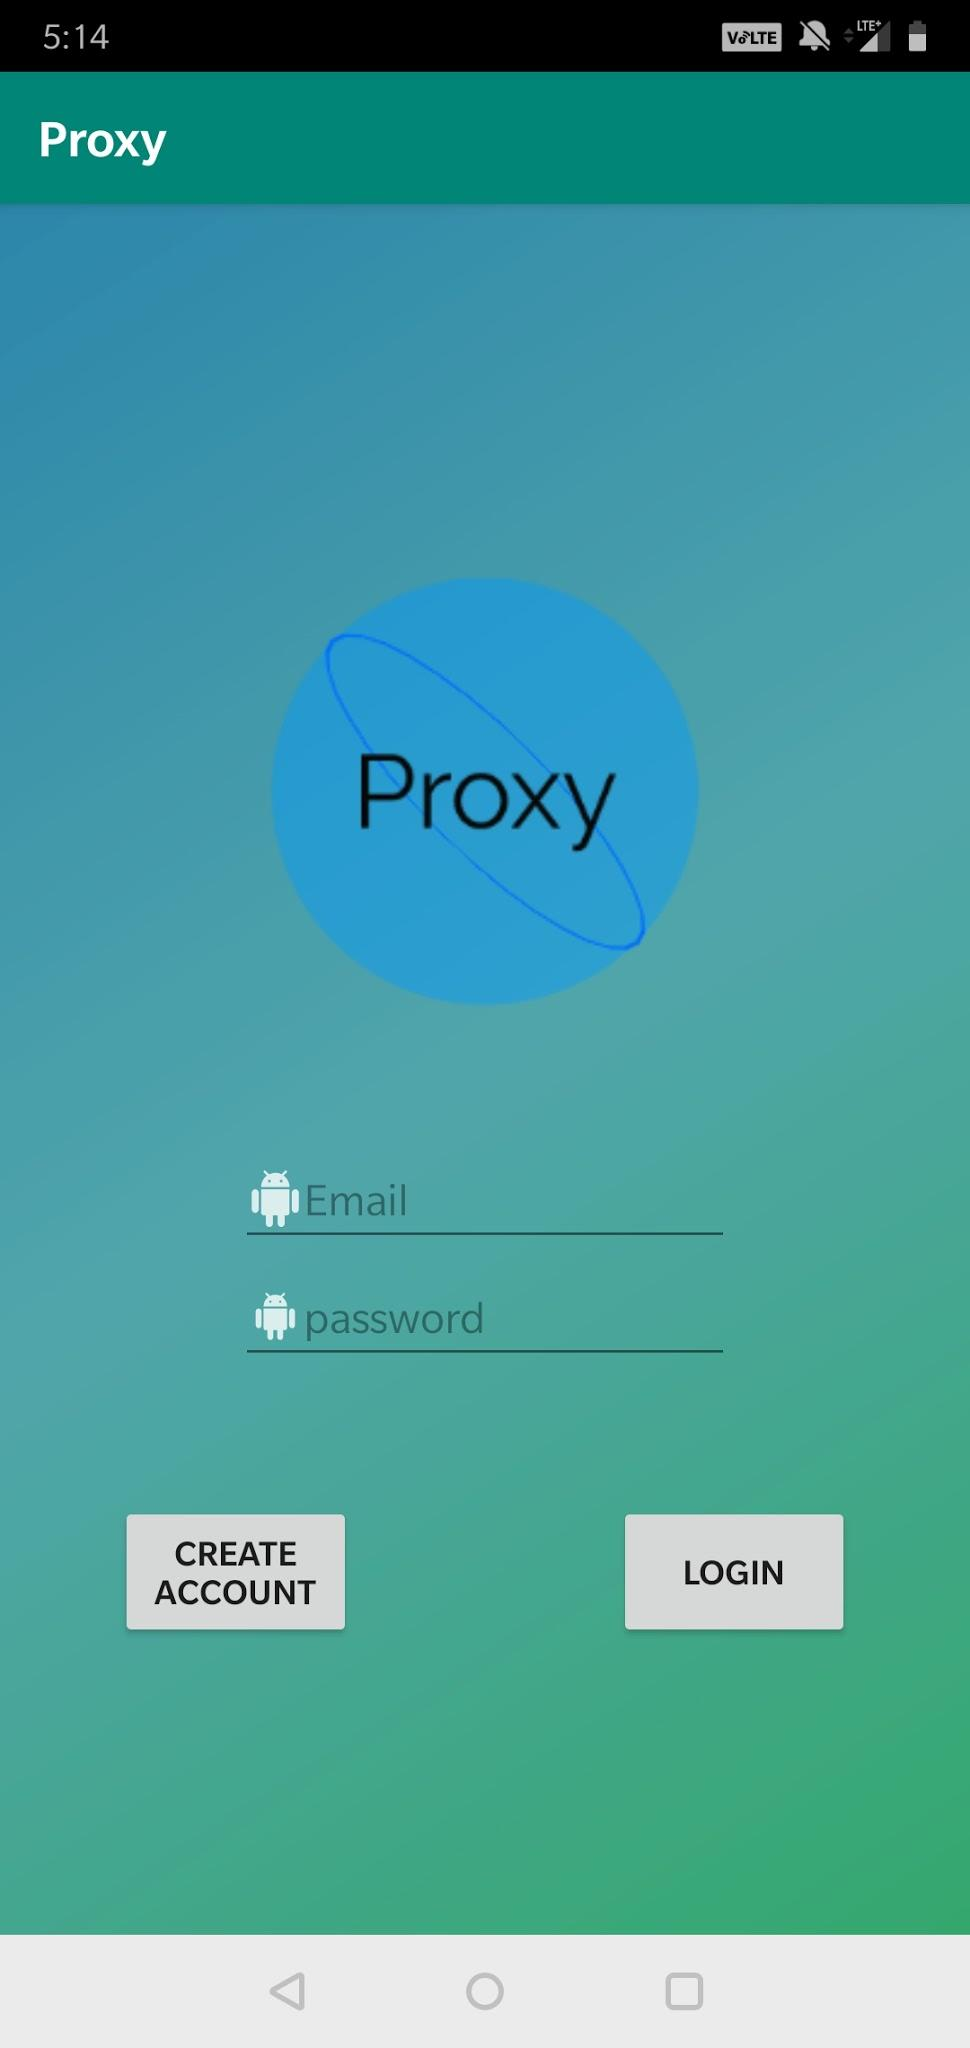 5:14
VoLTE
LTE+
Proxy
Proxy
Email
password
CREATE
ACCOUNT
LOGIN